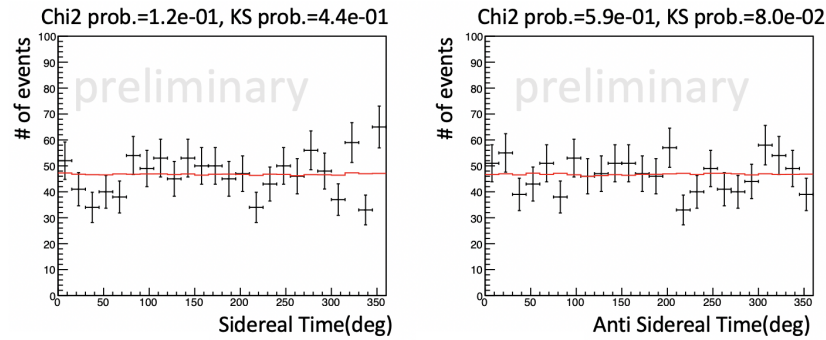 Chi2 prob.=1.2e-01, KS prob.=4.4e-01
# of events
100
90
80
70
60
50
40
30
20
10
0
preliminary
0 50 100 150 200 250 300 350
Sidereal Time(deg)
Chi2 prob.=5.9e-01, KS prob.=8.0e-02
# of events
100
90
80
70
60
50
40
30
20
10
0
preliminary
0 50 100 150 200 250 300 350
Anti Sidereal Time(deg)